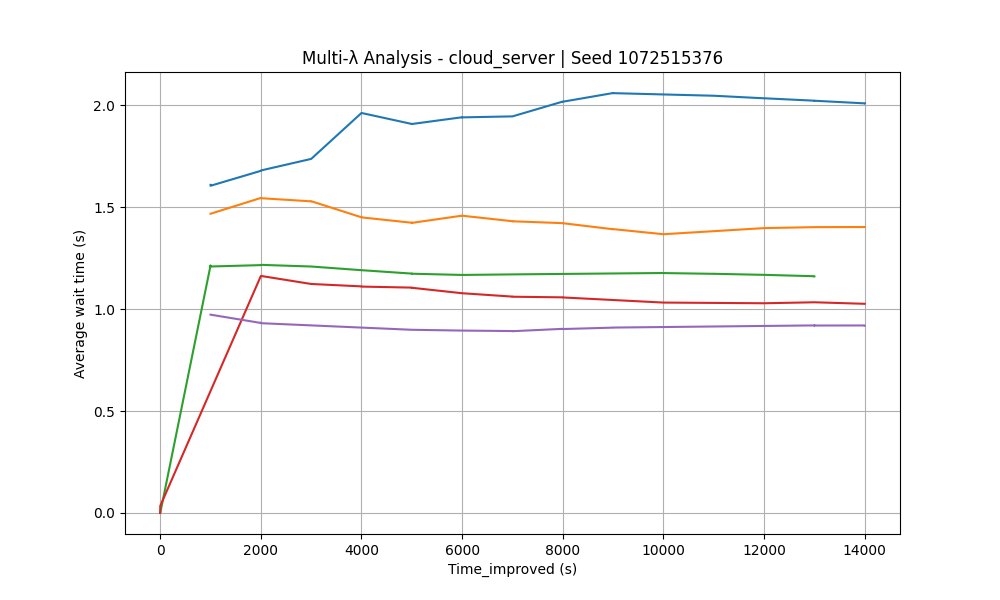 Multi-λ Analysis - cloud_server | Seed 1072515376
Average wait time (s)
2.0
1.5
1.0
0.5
0.0
0 2000 4000 6000 8000 10000 12000 14000
Time_improved (s)